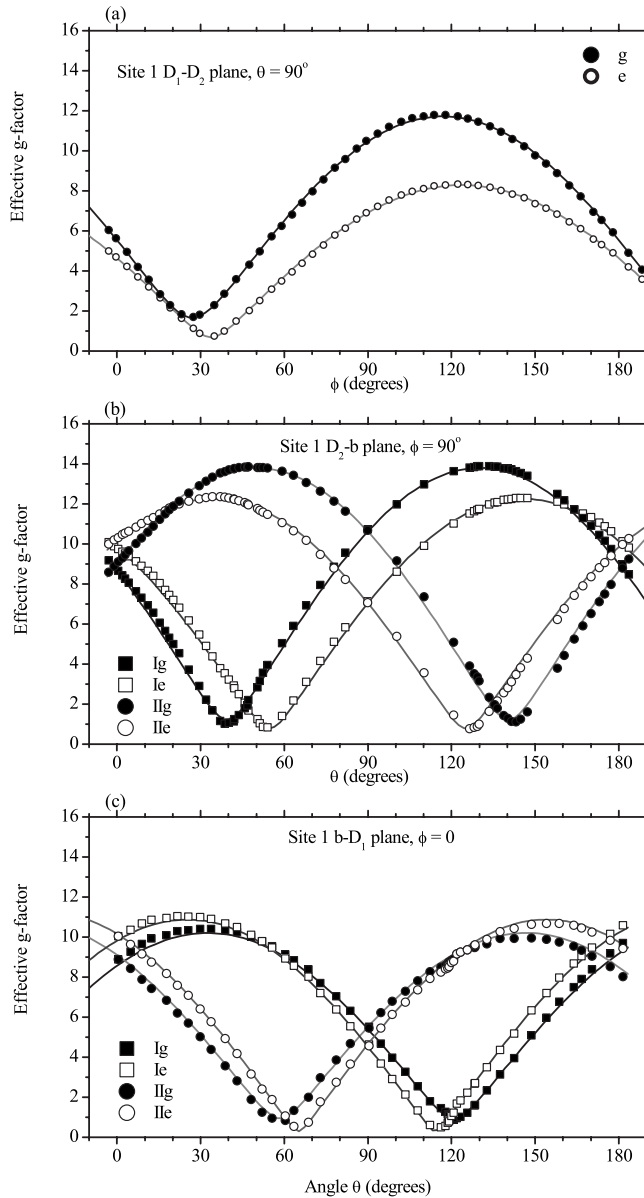 (a)
16
14
12
10
8
6
4
2
0
Effective g-factor
Site 1 D₁-D₂ plane, θ = 90°
g
e
0 30 60 90 120 150 180
ϕ (degrees)
(b)
16
14
12
10
8
6
4
2
0
Effective g-factor
Site 1 D₂-b plane, ϕ = 90°
Ig
Ie
IIg
IIe
0 30 60 90 120 150 180
θ (degrees)
(c)
16
14
12
10
8
6
4
2
0
Effective g-factor
Site 1 b-D₁ plane, ϕ = 0
Ig
Ie
IIg
IIe
0 30 60 90 120 150 180
Angle θ (degrees)